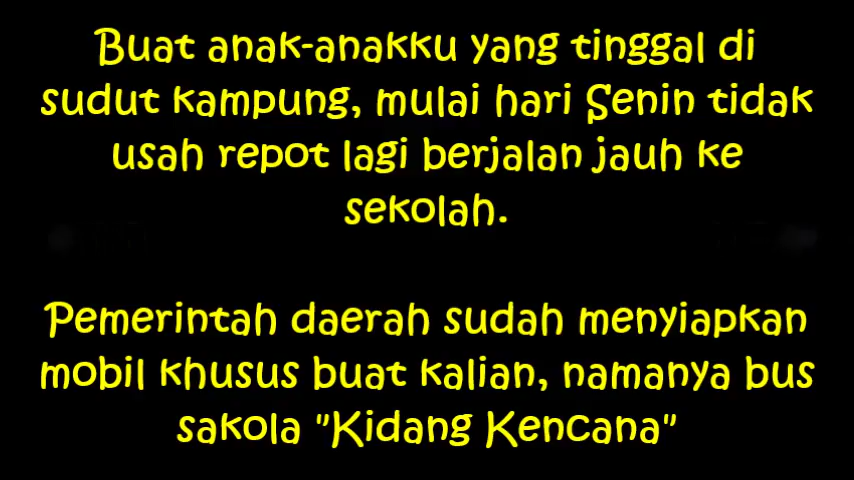 Buat anak-anakku yang tinggal di
sudut kampung, mulai hari Senin tidak
usah repot lagi berjalan jauh ke
sekolah.
Pemerintah daerah sudah menyiapkan
mobil khusus buat kalian, namanya bus
sakola "Kidang Kencana"